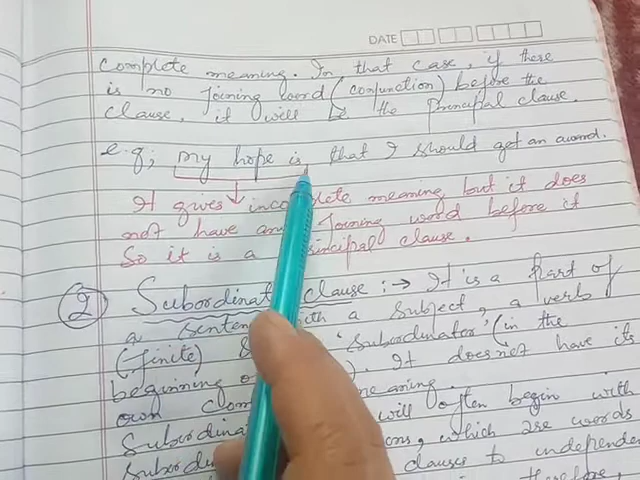 DATE
complete meaning. In that case, if there
is no Joining word (conjunction) before the
clause, it will be the principal clause.
e.g; my hope is that I should get an award.
It gives incomplete meaning but it does
not have any Joining word before it
So it is a principal clause.
2 Subordinate clause :→ It is a part of
a sentence with a subject, a verb
(finite) & 'subordinator' (in the
beginning). It does not have its
own meaning.
will often begin with
which are words
clauses to independen
therefore,